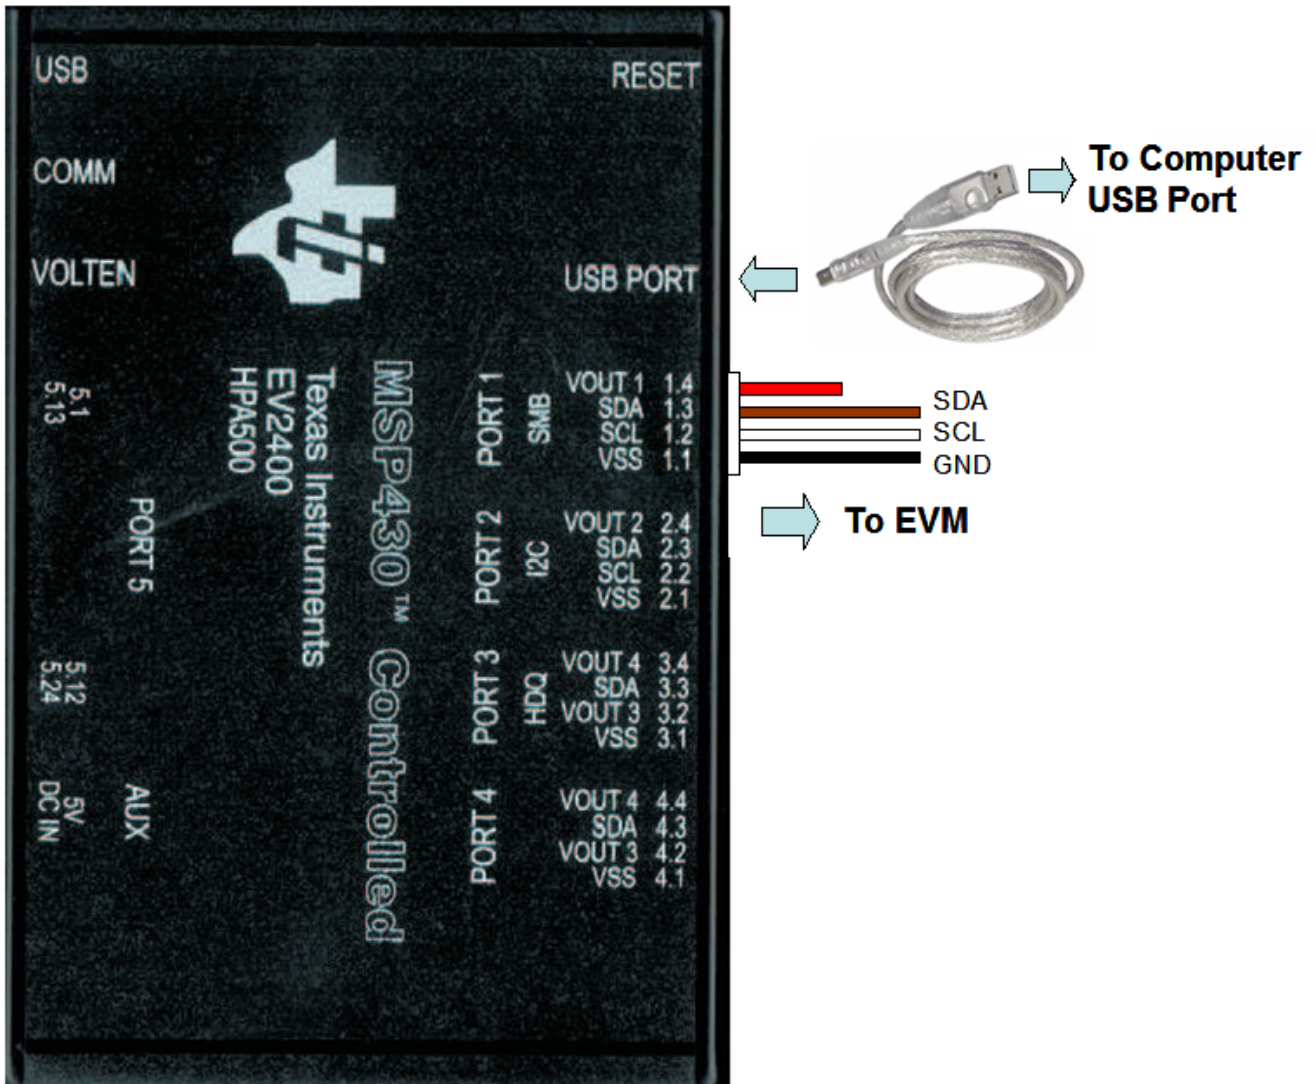 USB
RESET
COMM
To Computer
USB Port
VOLTEN
USB PORT
5.1
5.13
HPA500
EV2400
Texas Instruments
MSP430™ Controlled
PORT 1
SMB
VOUT 1 1.4
SDA 1.3
SCL 1.2
VSS 1.1
SDA
SCL
GND
To EVM
PORT 5
PORT 2
I2C
VOUT 2 2.4
SDA 2.3
SCL 2.2
VSS 2.1
5.12
5.24
PORT 3
HDQ
VOUT 4 3.4
SDA 3.3
VOUT 3 3.2
VSS 3.1
5V
DC IN
AUX
PORT 4
VOUT 4 4.4
SDA 4.3
VOUT 3 4.2
VSS 4.1